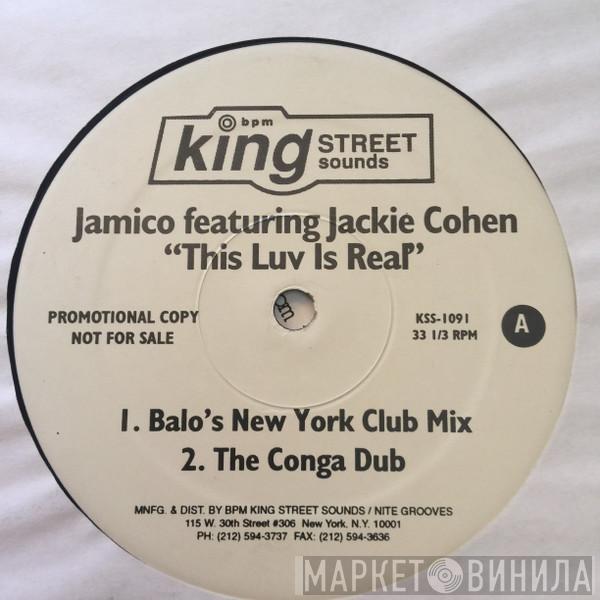 bpm
king STREET
sounds
Jamico featuring Jackie Cohen
"This Luv Is Real"
PROMOTIONAL COPY
NOT FOR SALE
KSS-1091
33 1/3 RPM
A
1. Balo's New York Club Mix
2. The Conga Dub
MNFG. & DIST. BY BPM KING STREET SOUNDS / NITE GROOVES
115 W. 30th Street #306 New York, N.Y. 10001
PH: (212) 594-3737 FAX: (212) 594-3636
МАРКЕТ ВИНИЛА